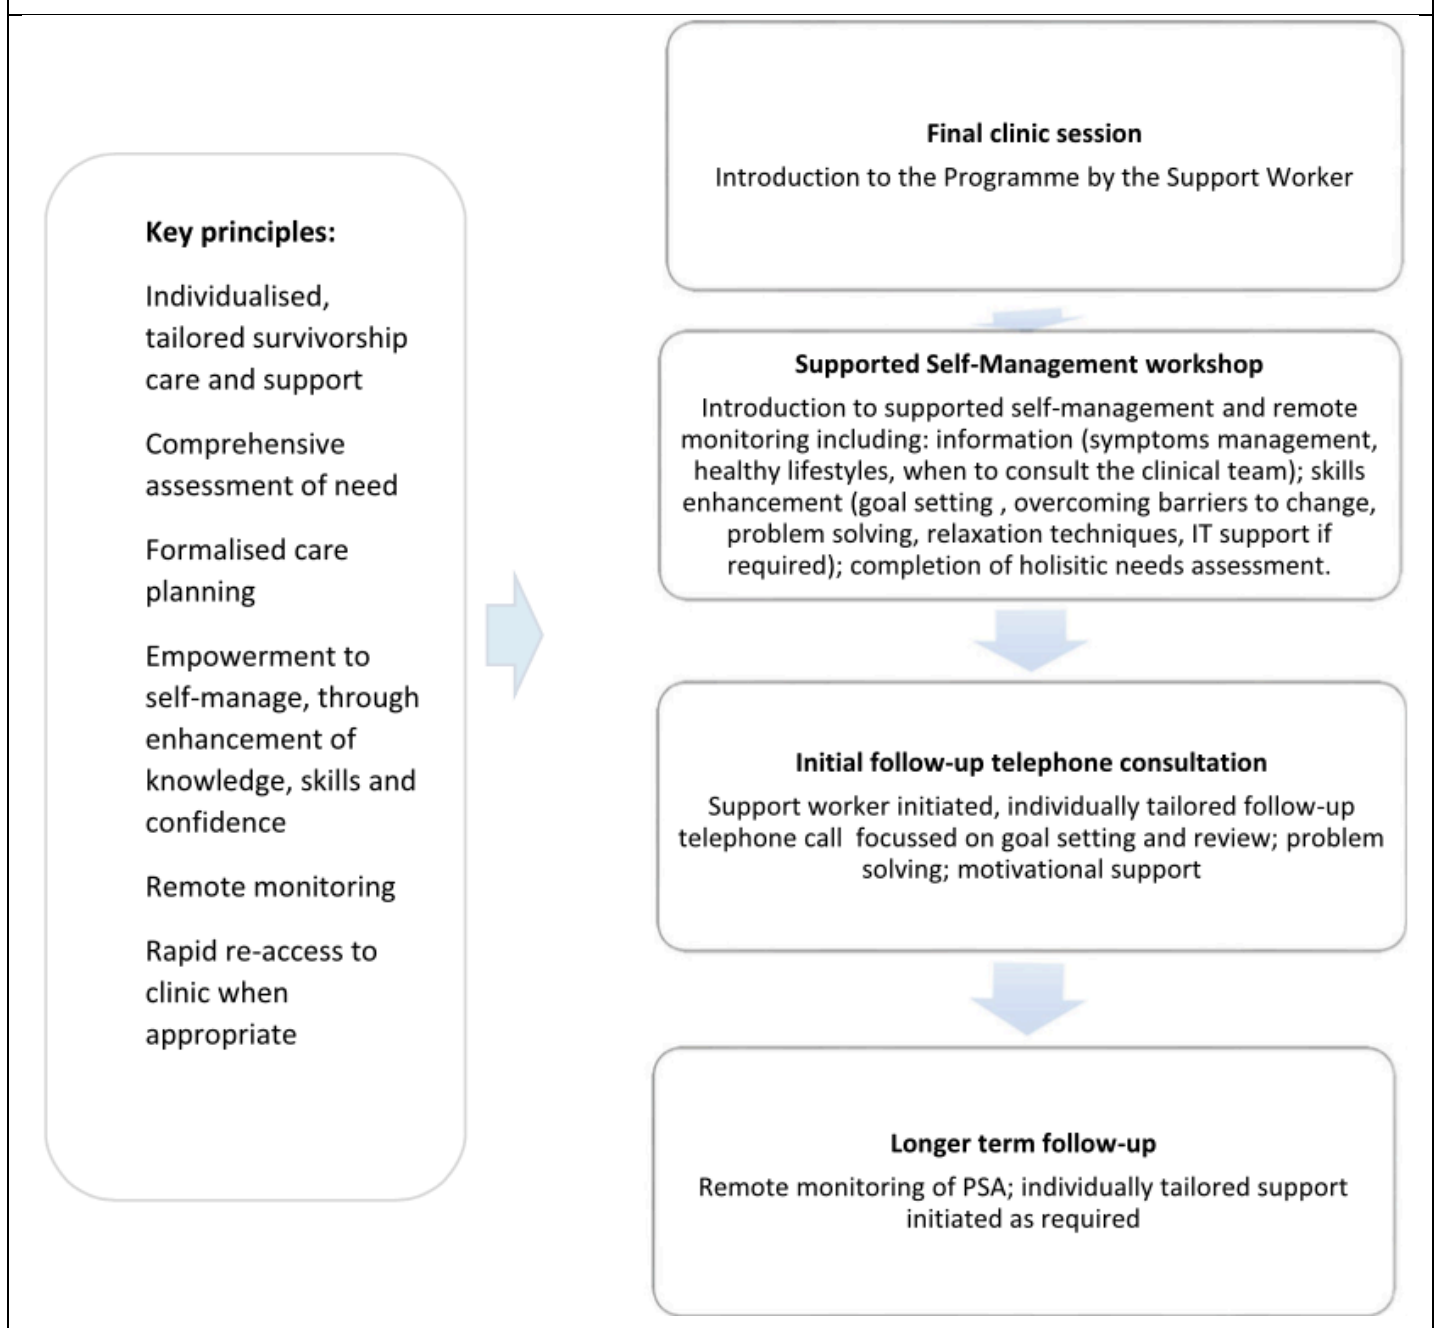 Key principles:
Individualised,
tailored survivorship
care and support
Comprehensive
assessment of need
Formalised care
planning
Empowerment to
self-manage, through
enhancement of
knowledge, skills and
confidence
Remote monitoring
Rapid re-access to
clinic when
appropriate
Final clinic session
Introduction to the Programme by the Support Worker
Supported Self-Management workshop
Introduction to supported self-management and remote
monitoring including: information (symptoms management,
healthy lifestyles, when to consult the clinical team); skills
enhancement (goal setting , overcoming barriers to change,
problem solving, relaxation techniques, IT support if
required); completion of holisitic needs assessment.
Initial follow-up telephone consultation
Support worker initiated, individually tailored follow-up
telephone call  focussed on goal setting and review; problem
solving; motivational support
Longer term follow-up
Remote monitoring of PSA; individually tailored support
initiated as required